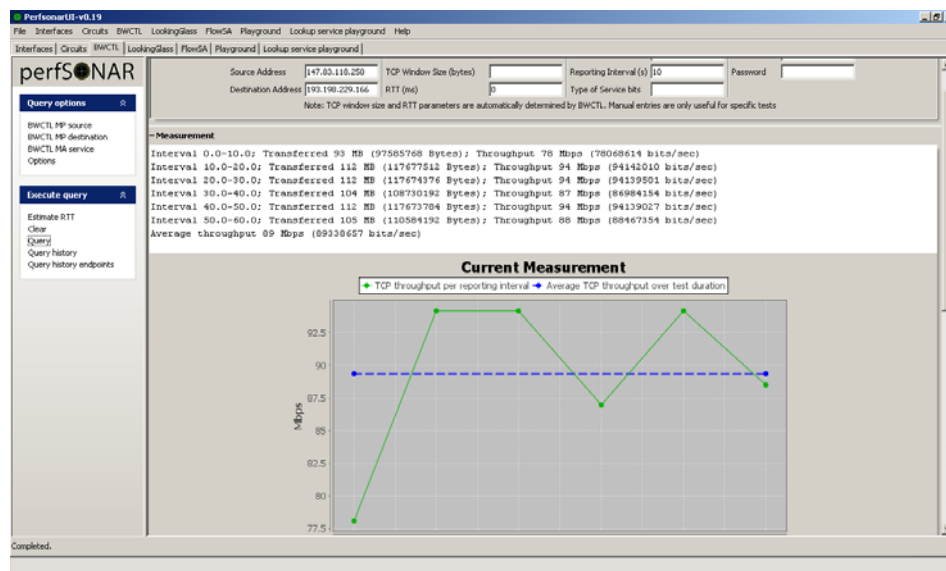 PerfsonarUI-v0.19
File Interfaces Circuits BWCTL LookingGlass FlowSA Playground Lookup service playground Help
Interfaces Circuits BWCTL LookingGlass FlowSA Playground Lookup service playground
perfSONAR
Query options
BWCTL MP source
BWCTL MP destination
BWCTL MA service
Options
Execute query
Estimate RTT
Clear
Query
Query history
Query history endpoints
Source Address 147.83.118.250 TCP Window Size (bytes) Reporting Interval (s) 10 Password
Destination Address 193.198.229.166 RTT (ms) 0 Type of Service bits
Note: TCP window size and RTT parameters are automatically determined by BWCTL. Manual entries are only useful for specific tests
Measurement
Interval 0.0-10.0; Transferred 93 MB (97585768 Bytes); Throughput 78 Mbps (78068614 bits/sec)
Interval 10.0-20.0; Transferred 112 MB (117677512 Bytes); Throughput 94 Mbps (94142010 bits/sec)
Interval 20.0-30.0; Transferred 112 MB (117674376 Bytes); Throughput 94 Mbps (94139501 bits/sec)
Interval 30.0-40.0; Transferred 104 MB (108730192 Bytes); Throughput 87 Mbps (86984154 bits/sec)
Interval 40.0-50.0; Transferred 112 MB (117673784 Bytes); Throughput 94 Mbps (94139027 bits/sec)
Interval 50.0-60.0; Transferred 105 MB (110584192 Bytes); Throughput 88 Mbps (88467354 bits/sec)
Average throughput 89 Mbps (89338657 bits/sec)
Current Measurement
TCP throughput per reporting interval Average TCP throughput over test duration
Mbps
92.5
90
87.5
85
82.5
80
77.5
Completed.